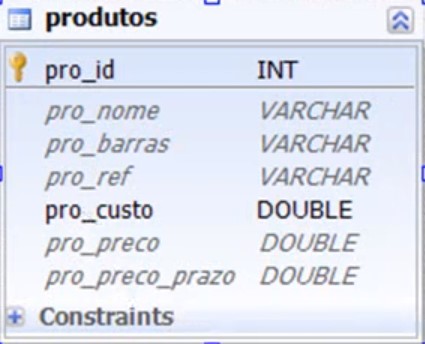 produtos
pro_id INT
pro_nome VARCHAR
pro_barras VARCHAR
pro_ref VARCHAR
pro_custo DOUBLE
pro_preco DOUBLE
pro_preco_prazo DOUBLE
Constraints